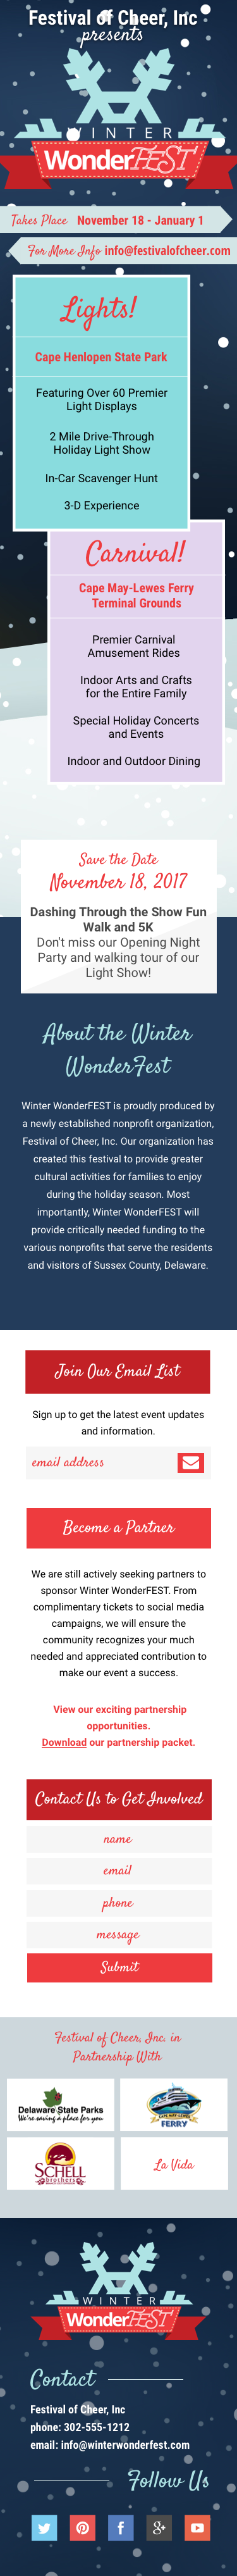 Festival of Cheer, Inc
presents
WINTER
WonderFEST
Takes Place November 18 - January 1
For More Info info@festivalofcheer.com
Lights!
Cape Henlopen State Park
Featuring Over 60 Premier
Light Displays
2 Mile Drive-Through
Holiday Light Show
In-Car Scavenger Hunt
3-D Experience
Carnival!
Cape May-Lewes Ferry
Terminal Grounds
Premier Carnival
Amusement Rides
Indoor Arts and Crafts
for the Entire Family
Special Holiday Concerts
and Events
Indoor and Outdoor Dining
Save the Date
November 18, 2017
Dashing Through the Show Fun
Walk and 5K
Don't miss our Opening Night
Party and walking tour of our
Light Show!
About the Winter
WonderFest
Winter WonderFEST is proudly produced by
a newly established nonprofit organization,
Festival of Cheer, Inc. Our organization has
created this festival to provide greater
cultural activities for families to enjoy
during the holiday season. Most
importantly, Winter WonderFEST will
provide critically needed funding to the
various nonprofits that serve the residents
and visitors of Sussex County, Delaware.
Join Our Email List
Sign up to get the latest event updates
and information.
email address
Become a Partner
We are still actively seeking partners to
sponsor Winter WonderFEST. From
complimentary tickets to social media
campaigns, we will ensure the
community recognizes your much
needed and appreciated contribution to
make our event a success.
View our exciting partnership
opportunities.
Download our partnership packet.
Contact Us to Get Involved
name
email
phone
message
Submit
Festival of Cheer, Inc. in
Partnership With
Delaware State Parks
We're saving a place for you
CAPE MAY-LEWES
FERRY
SCHELL
brothers
La Vida
WINTER
WonderFEST
Contact
Festival of Cheer, Inc
phone: 302-555-1212
email: info@winterwonderfest.com
Follow Us